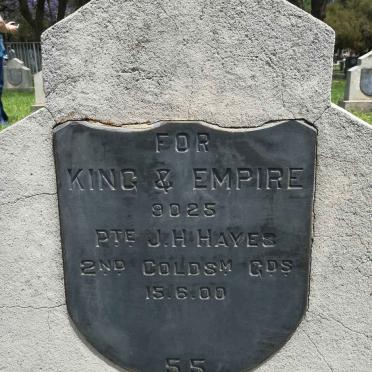 FOR
KING & EMPIRE
9025
PTE J.H HAYES
2ND COLDSM GDS
15.6.00
55